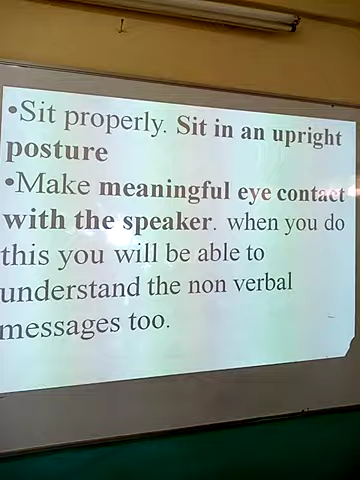 •Sit properly. Sit in an upright
posture
•Make meaningful eye contact
with the speaker. when you do
this you will be able to
understand the non verbal
messages too.